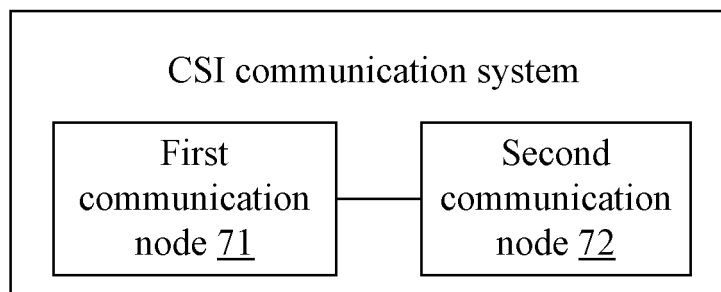 CSI communication system
First
communication
node 71
Second
communication
node 72